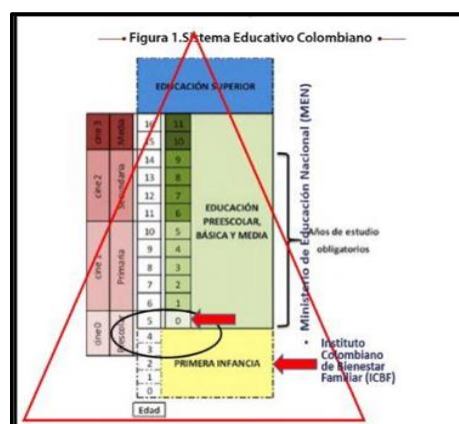 Figura 1.Sistema Educativo Colombiano
EDUCACIÓN SUPERIOR
cine 3
Media
16
11
15
10
cine2
Secundaria
14
9
13
8
12
7
11
6
cine 1
Primaria
10
5
9
4
8
3
7
2
6
1
cine0
Preescolar
5
0
4
3
2
1
0
EDUCACIÓN
PREESCOLAR,
BÁSICA Y MEDIA
PRIMERA INFANCIA
Edad
Años de estudio
obligatorios
• Ministerio de Educación Nacional (MEN)
• Instituto
Colombiano
de Bienestar
Familiar (ICBF)